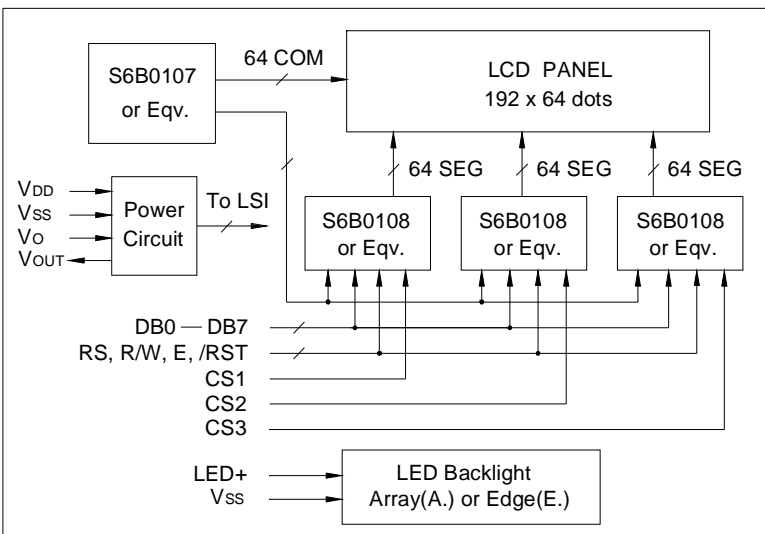 S6B0107
or Eqv.
64 COM
LCD PANEL
192 x 64 dots
64 SEG
64 SEG
64 SEG
VDD
VSS
VO
VOUT
Power
Circuit
To LSI
S6B0108
or Eqv.
S6B0108
or Eqv.
S6B0108
or Eqv.
DB0 — DB7
RS, R/W, E, /RST
CS1
CS2
CS3
LED+
VSS
LED Backlight
Array(A.) or Edge(E.)